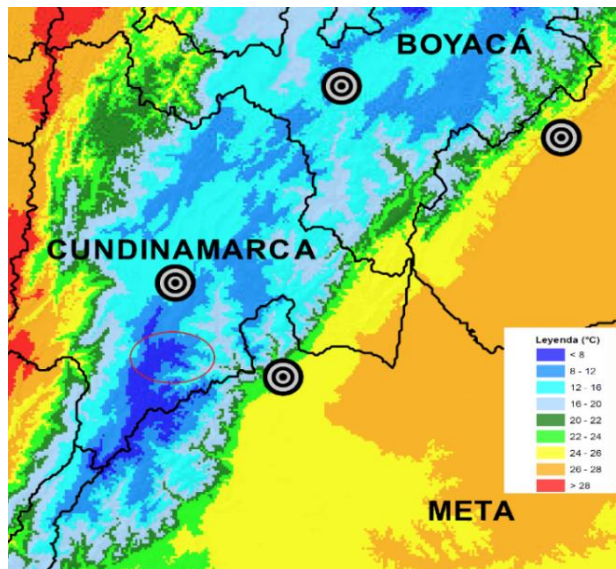 BOYACÁ
CUNDINAMARCA
Leyenda (°C)
< 8
8 - 12
12 - 16
16 - 20
20 - 22
22 - 24
24 - 26
26 - 28
> 28
META